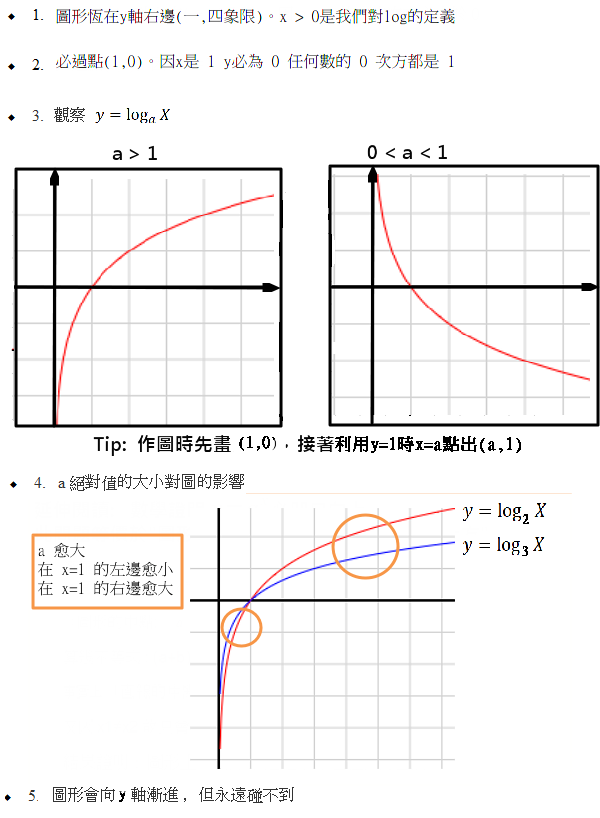 1. 圖形恆在y軸右邊(一,四象限)。x > 0是我們對log的定義
2. 必過點(1,0)。因x是 1 y必為 0 任何數的 0 次方都是 1
3. 觀察 y = logₐ X
a > 1
0 < a < 1
Tip: 作圖時先畫 (1,0)，接著利用y=1時x=a點出(a,1)
4. a 絕對值的大小對圖的影響
y = log₂ X
y = log₃ X
a 愈大
在 x=1 的左邊愈小
在 x=1 的右邊愈大
5. 圖形會向 y 軸漸進，但永遠碰不到